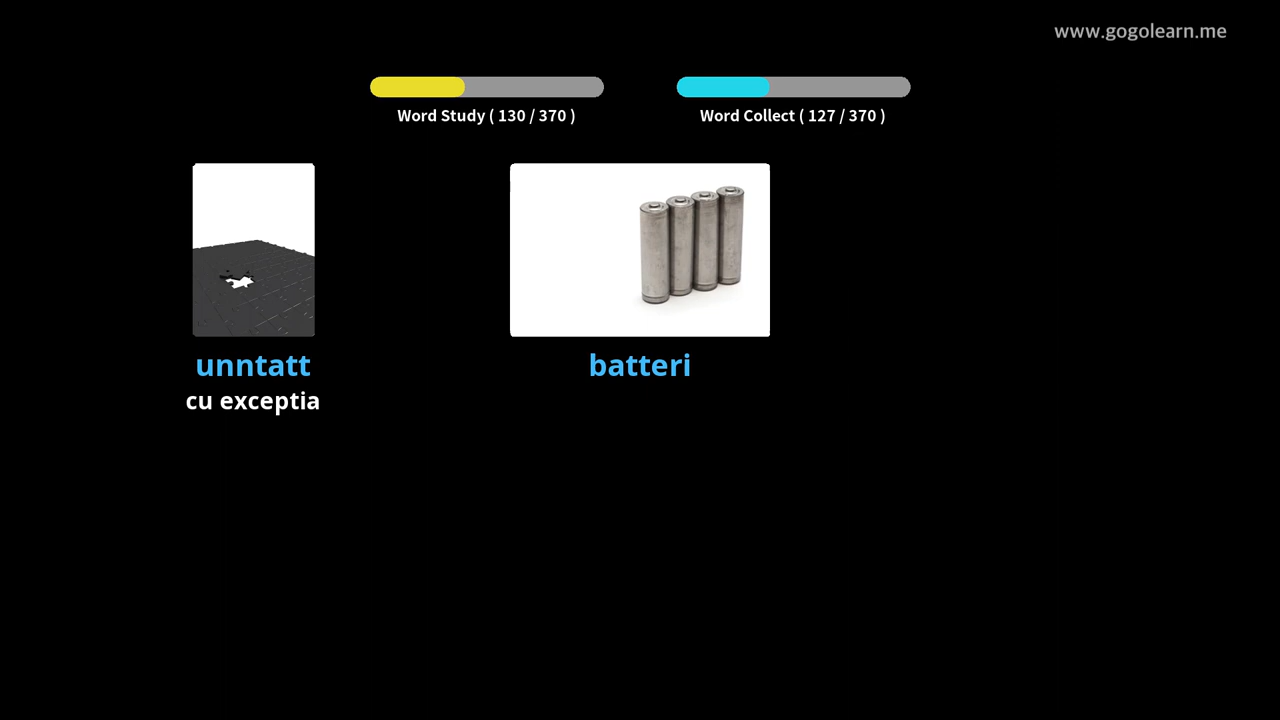 www.gogolearn.me
Word Study ( 130 / 370 )
Word Collect ( 127 / 370 )
unntatt
cu exceptia
batteri